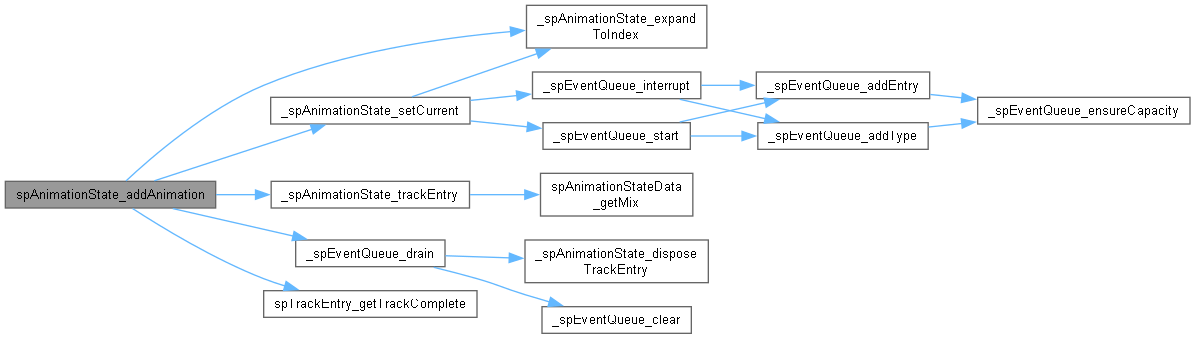 _spAnimationState_expand
ToIndex
_spAnimationState_setCurrent
_spEventQueue_interrupt
_spEventQueue_addEntry
_spEventQueue_ensureCapacity
_spEventQueue_start
_spEventQueue_addType
spAnimationState_addAnimation
_spAnimationState_trackEntry
spAnimationStateData
_getMix
_spEventQueue_drain
_spAnimationState_dispose
TrackEntry
spTrackEntry_getTrackComplete
_spEventQueue_clear